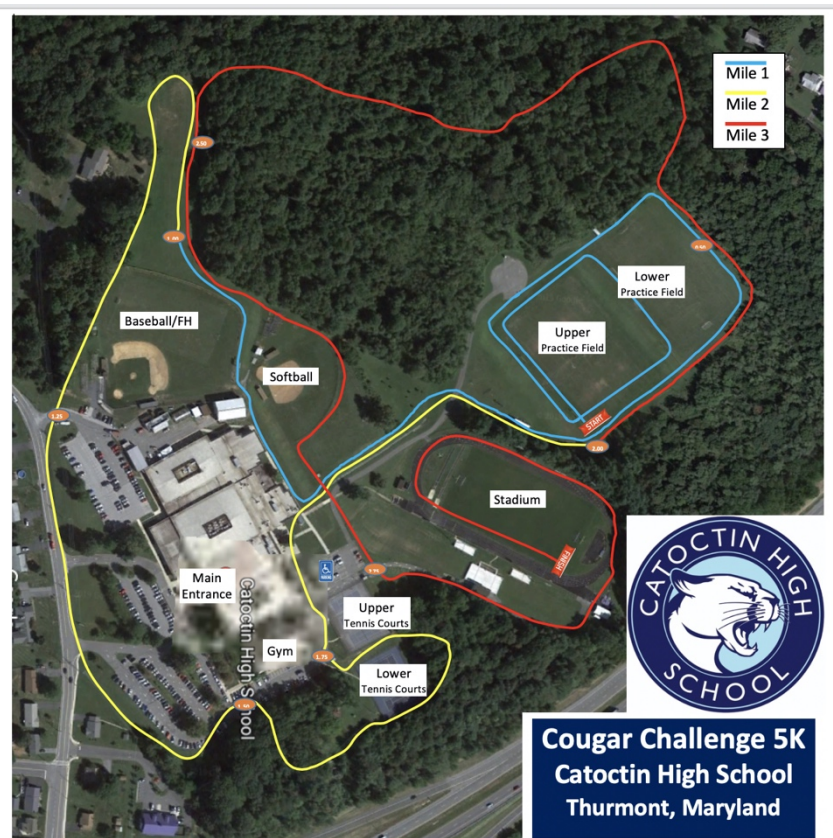 Mile 1
Mile 2
Mile 3
2.50
Lower
Practice Field
Baseball/FH
Upper
Practice Field
Softball
START
1.25
2.00
Stadium
FINISH
Main
Entrance
Catoctin High School
Upper
Tennis Courts
Gym
1.75
Lower
Tennis Courts
CATOCTIN HIGH
SCHOOL
Cougar Challenge 5K
Catoctin High School
Thurmont, Maryland